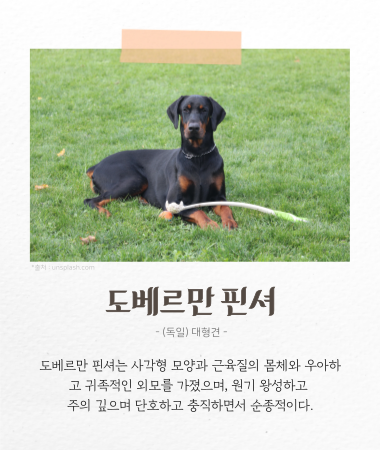 *출처 : unsplash.com
도베르만 핀셔
- (독일) 대형견 -
도베르만 핀셔는 사각형 모양과 근육질의 몸체와 우아하
고 귀족적인 외모를 가졌으며, 원기 왕성하고
주의 깊으며 단호하고 충직하면서 순종적이다.